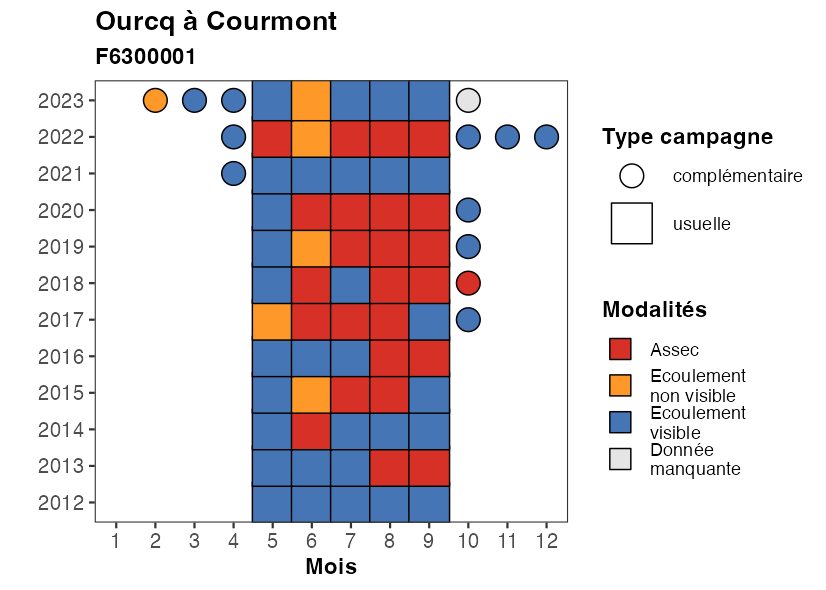 Ourcq à Courmont
F6300001
2023
2022
2021
2020
2019
2018
2017
2016
2015
2014
2013
2012
1 2 3 4 5 6 7 8 9 10 11 12
Mois
Type campagne
complémentaire
usuelle
Modalités
Assec
Ecoulement
non visible
Ecoulement
visible
Donnée
manquante